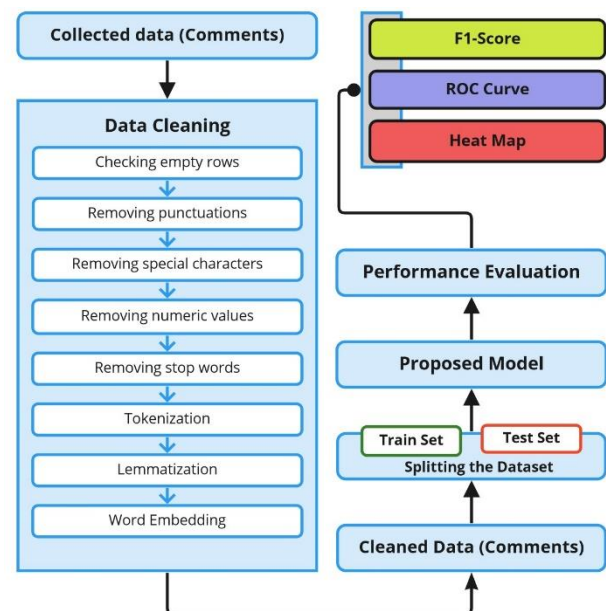 Collected data (Comments)
Data Cleaning
Checking empty rows
Removing punctuations
Removing special characters
Removing numeric values
Removing stop words
Tokenization
Lemmatization
Word Embedding
F1-Score
ROC Curve
Heat Map
Performance Evaluation
Proposed Model
Train Set
Test Set
Splitting the Dataset
Cleaned Data (Comments)